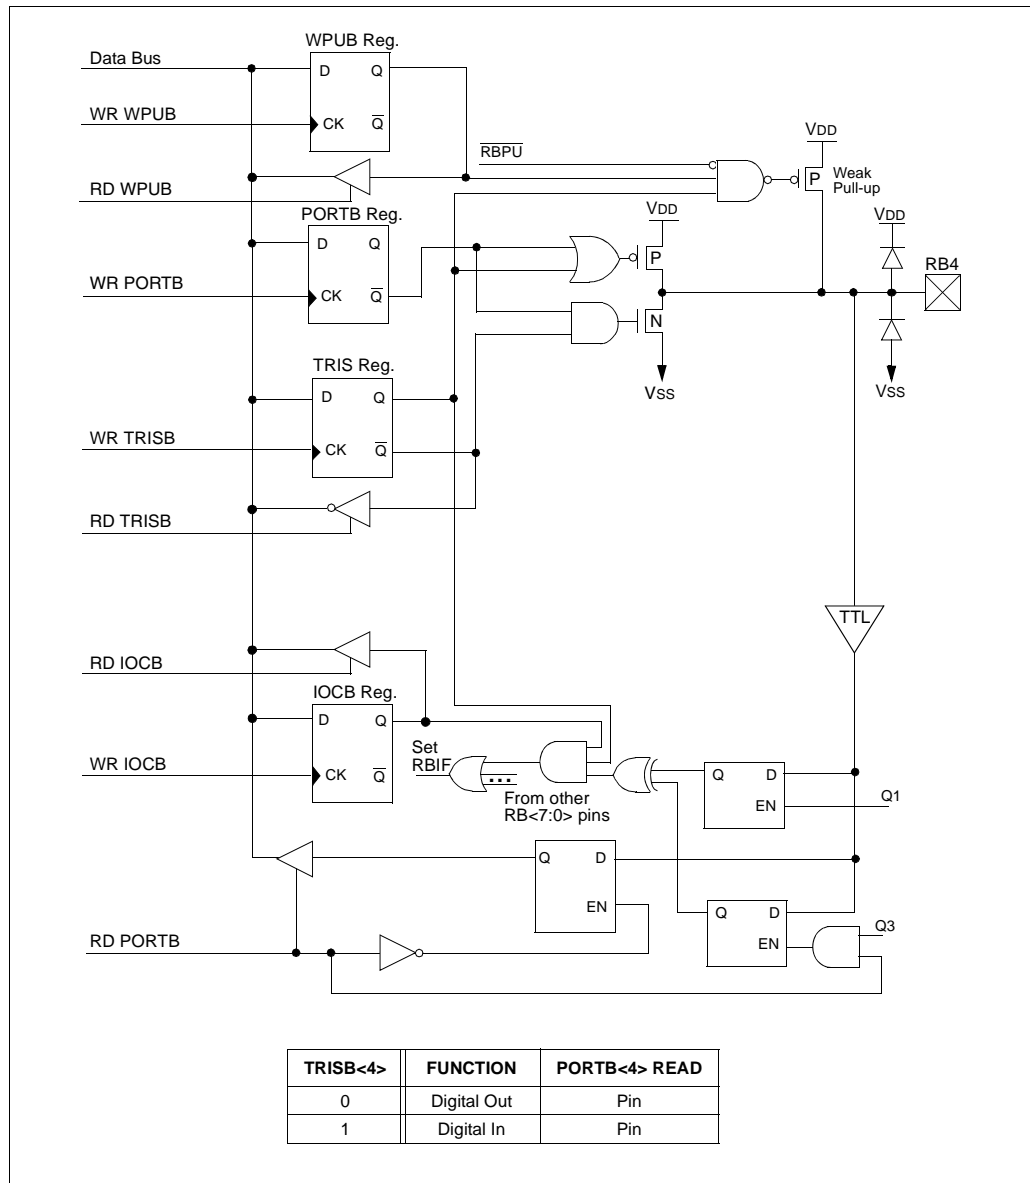 WPUB Reg.
Data Bus
D Q
WR WPUB
CK Q̅
VDD
R̅B̅P̅U̅
RD WPUB
P Weak
Pull-up
PORTB Reg.
VDD
VDD
D Q
P
RB4
WR PORTB
CK Q̅
N
TRIS Reg.
VSS
VSS
D Q
WR TRISB
CK Q̅
RD TRISB
TTL
RD IOCB
IOCB Reg.
D Q
Set
RBIF
WR IOCB
CK Q̅
...
From other
RB<7:0> pins
Q D
EN
Q1
Q D
EN
Q D
EN
Q3
RD PORTB
TRISB<4> FUNCTION PORTB<4> READ
0 Digital Out Pin
1 Digital In Pin